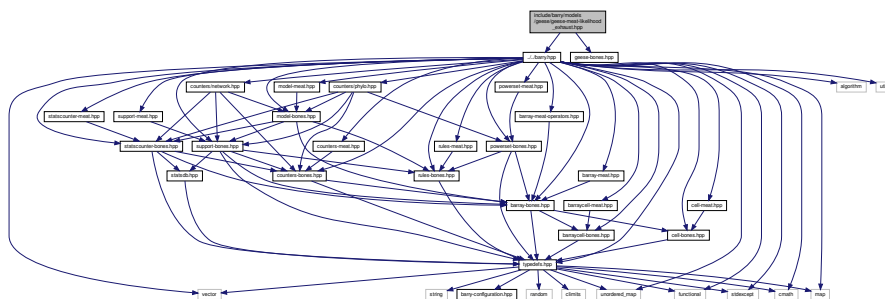 include/barry/models
/geese/geese-meat-likelihood
_exhaust.hpp
../../barry.hpp
geese-bones.hpp
counters/network.hpp
model-meat.hpp
counters/phylo.hpp
powerset-meat.hpp
algorithm
statscounter-meat.hpp
support-meat.hpp
model-bones.hpp
barray-meat-operators.hpp
statscounter-bones.hpp
support-bones.hpp
counters-meat.hpp
rules-meat.hpp
powerset-bones.hpp
statsdb.hpp
counters-bones.hpp
rules-bones.hpp
barray-meat.hpp
barray-bones.hpp
barraycell-meat.hpp
cell-meat.hpp
barraycell-bones.hpp
cell-bones.hpp
typedefs.hpp
vector
string
barry-configuration.hpp
random
climits
unordered_map
functional
stdexcept
cmath
map